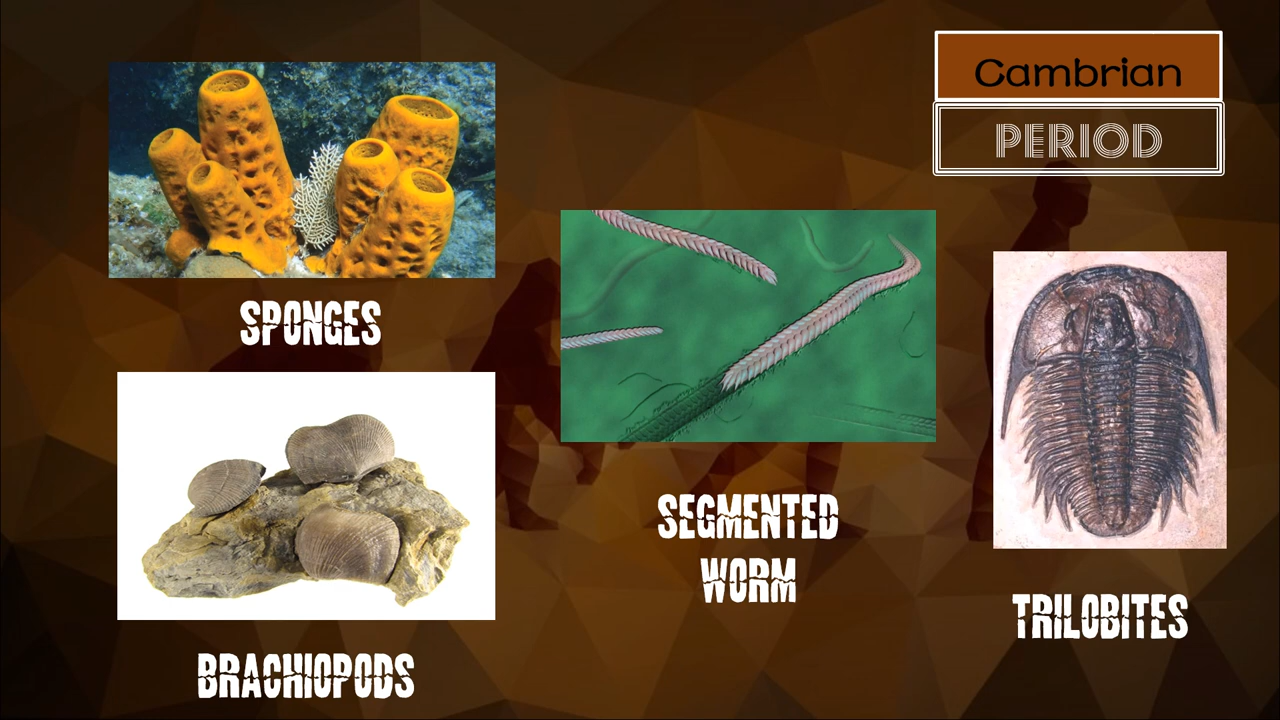 Cambrian
PERIOD
SPONGES
SEGMENTED
WORM
TRILOBITES
BRACHIOPODS